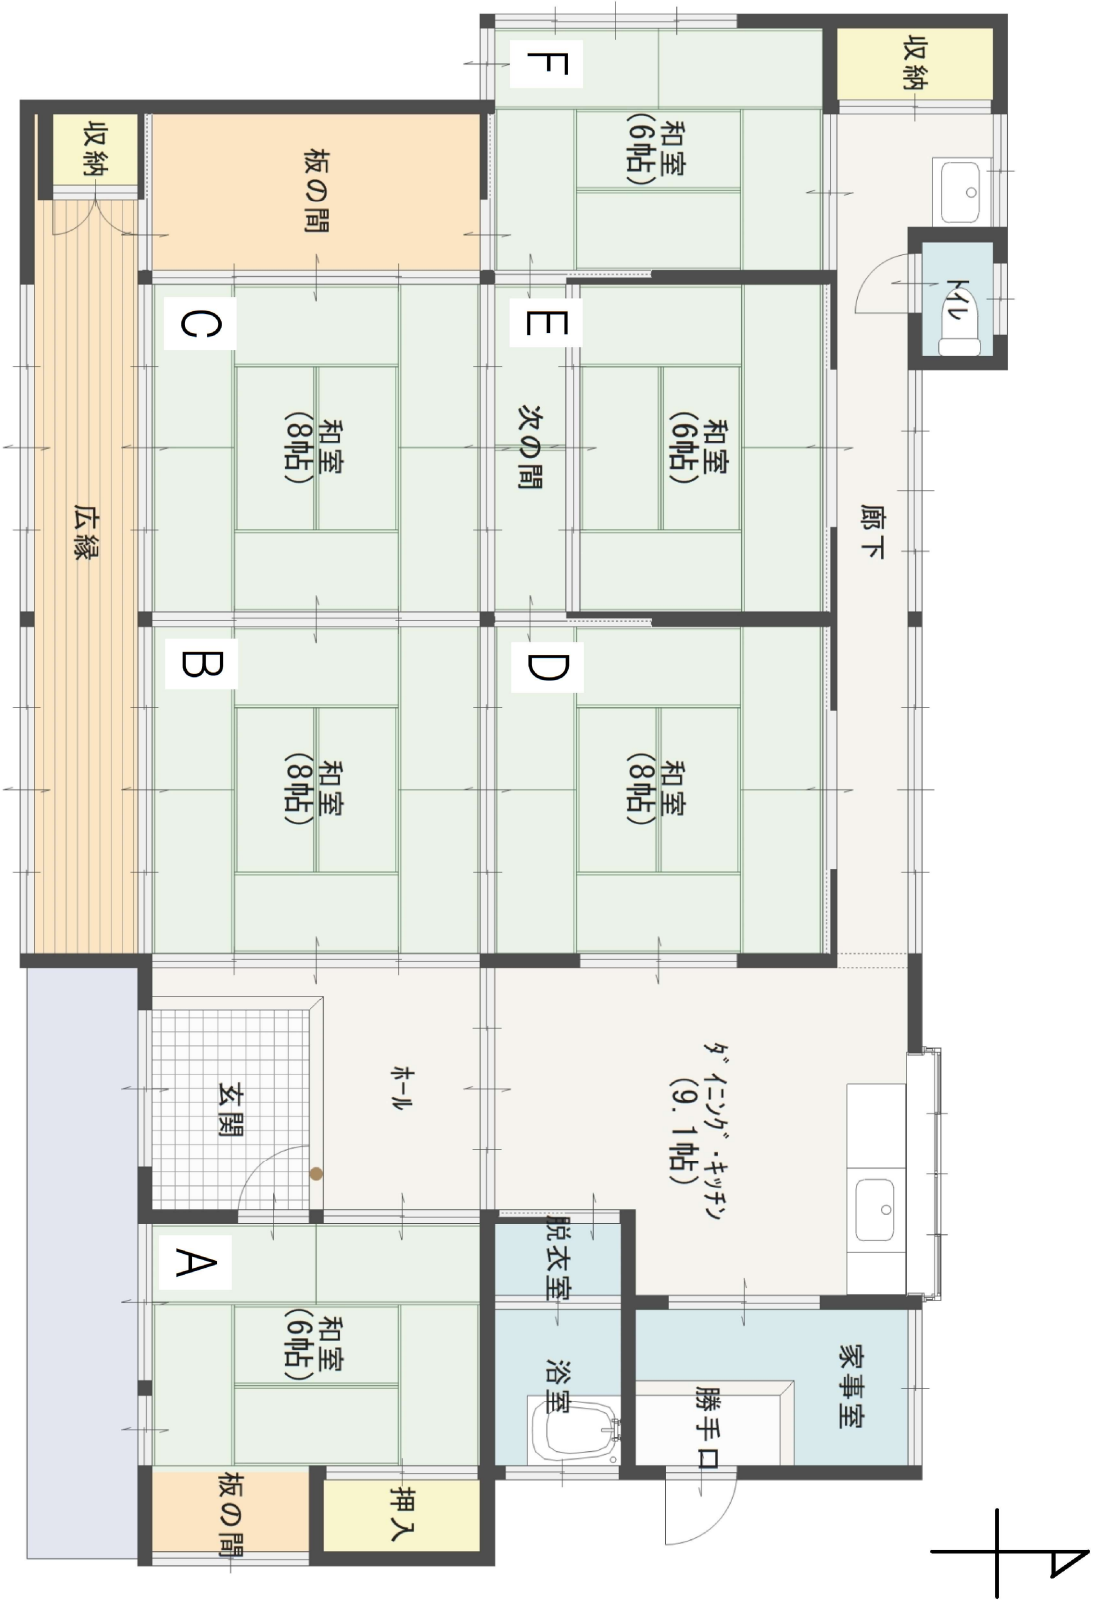 F
収納
和室
(6帖)
収納
板の間
トイレ
C
E
和室
(8帖)
次の間
和室
(6帖)
広縁
廊下
B
D
和室
(8帖)
和室
(8帖)
玄関
ﾎｰﾙ
ﾀﾞｲﾆﾝｸﾞ・ｷｯﾁﾝ
(9.1帖)
A
和室
(6帖)
脱衣室
浴室
家事室
勝手口
板の間
押入